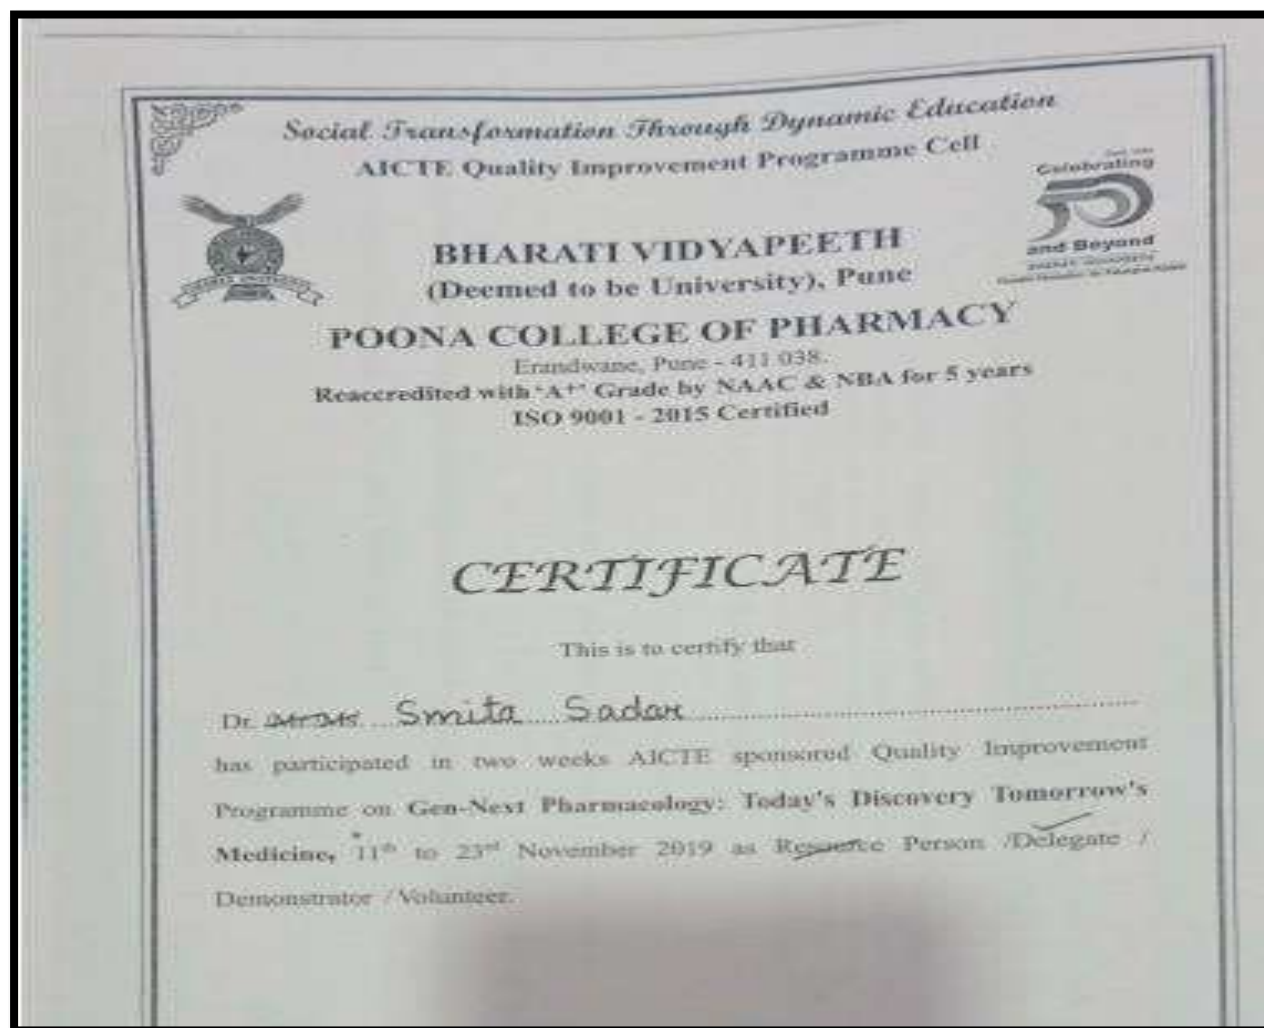 Social Transformation Through Dynamic Education
AICTE Quality Improvement Programme Cell
Celebrating
and Beyond
BHARATI VIDYAPEETH
(Deemed to be University), Pune
POONA COLLEGE OF PHARMACY
Erandwane, Pune - 411 038.
Reaccredited with 'A+' Grade by NAAC & NBA for 5 years
ISO 9001 - 2015 Certified
CERTIFICATE
This is to certify that
Dr. Mr. Ms. Smita Sadar
has participated in two weeks AICTE sponsored Quality Improvement
Programme on Gen-Next Pharmacology: Today's Discovery Tomorrow's
Medicine, 11th to 23rd November 2019 as Resource Person /Delegate /
Demonstrator / Volunteer.